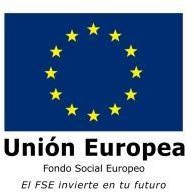 Unión Europea
Fondo Social Europeo
El FSE invierte en tu futuro